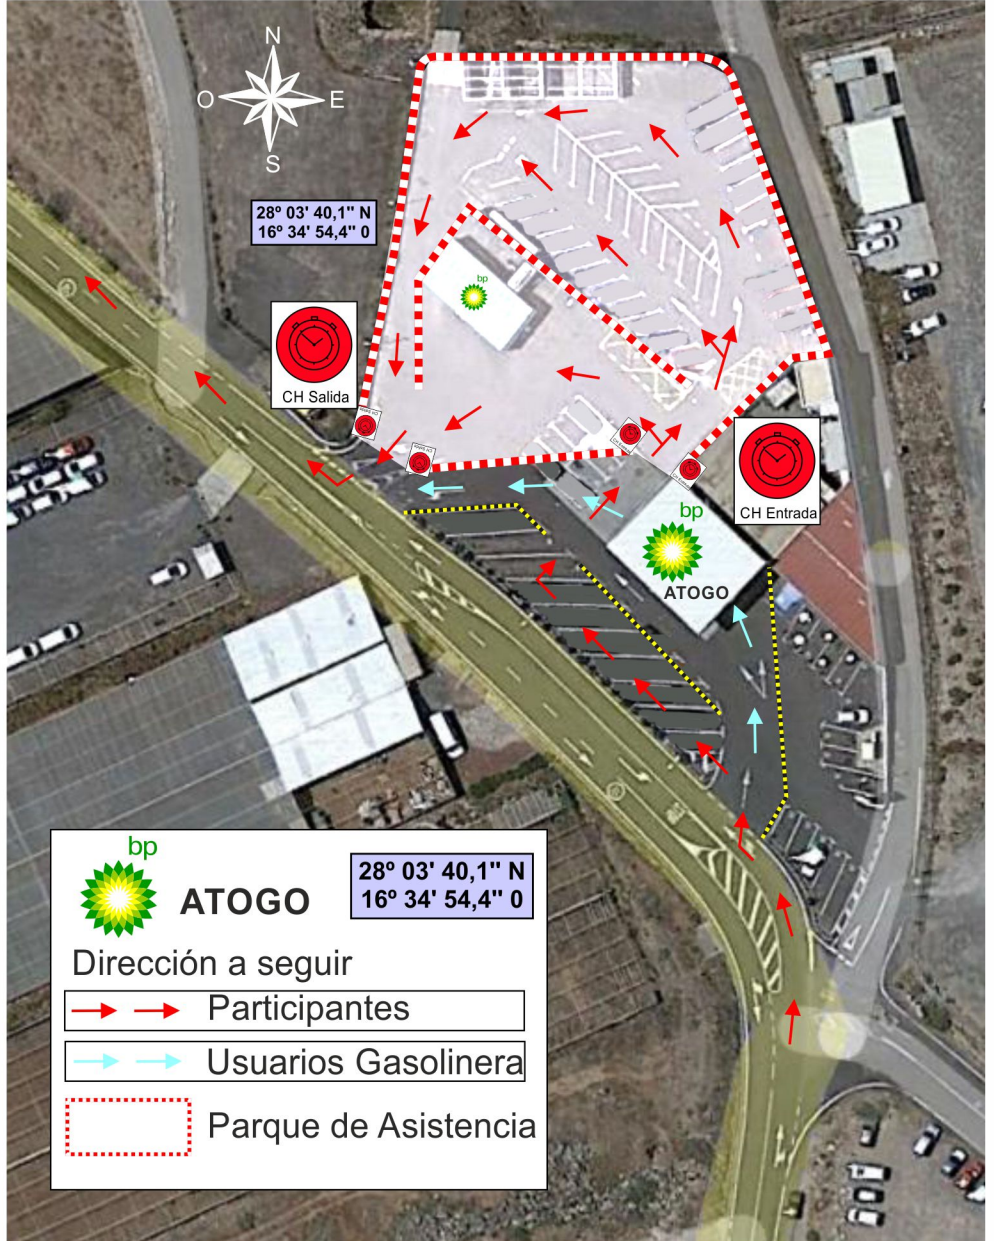 N
O
E
S
28º 03' 40,1" N
16º 34' 54,4" 0
bp
CH Salida
CH Entrada
bp
ATOGO
bp
ATOGO
28º 03' 40,1" N
16º 34' 54,4" 0
Dirección a seguir
Participantes
Usuarios Gasolinera
Parque de Asistencia